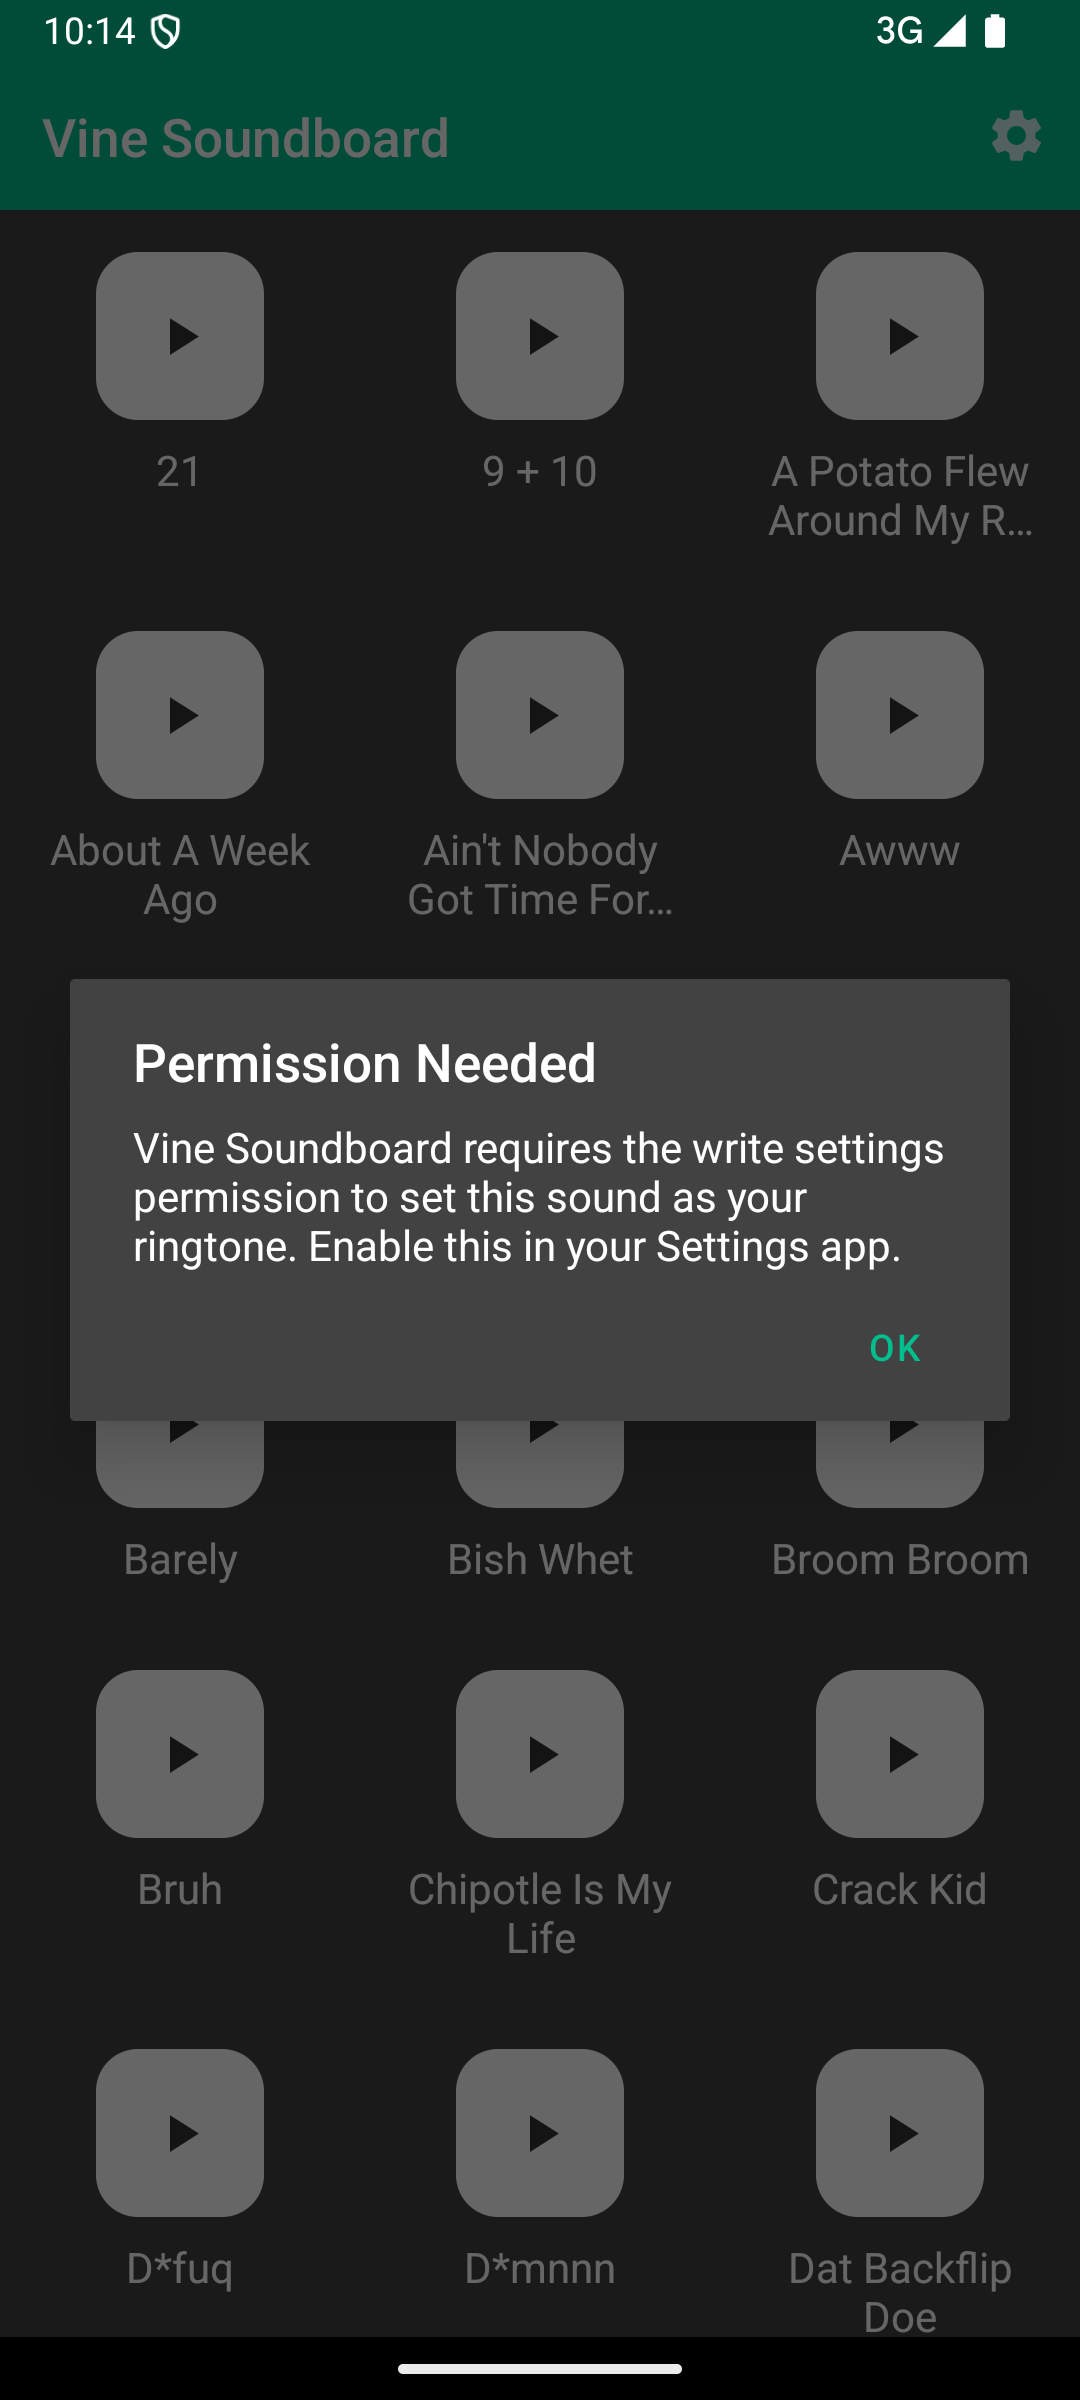 10:14
3G
Vine Soundboard
21
9 + 10
A Potato Flew
Around My R...
About A Week
Ago
Ain't Nobody
Got Time For...
Awww
Permission Needed
Vine Soundboard requires the write settings
permission to set this sound as your
ringtone. Enable this in your Settings app.
OK
Barely
Bish Whet
Broom Broom
Bruh
Chipotle Is My
Life
Crack Kid
D*fuq
D*mnnn
Dat Backflip
Doe